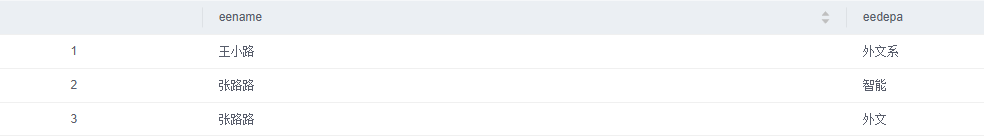 eename eedepa
1 王小路 外文系
2 张路路 智能
3 张路路 外文